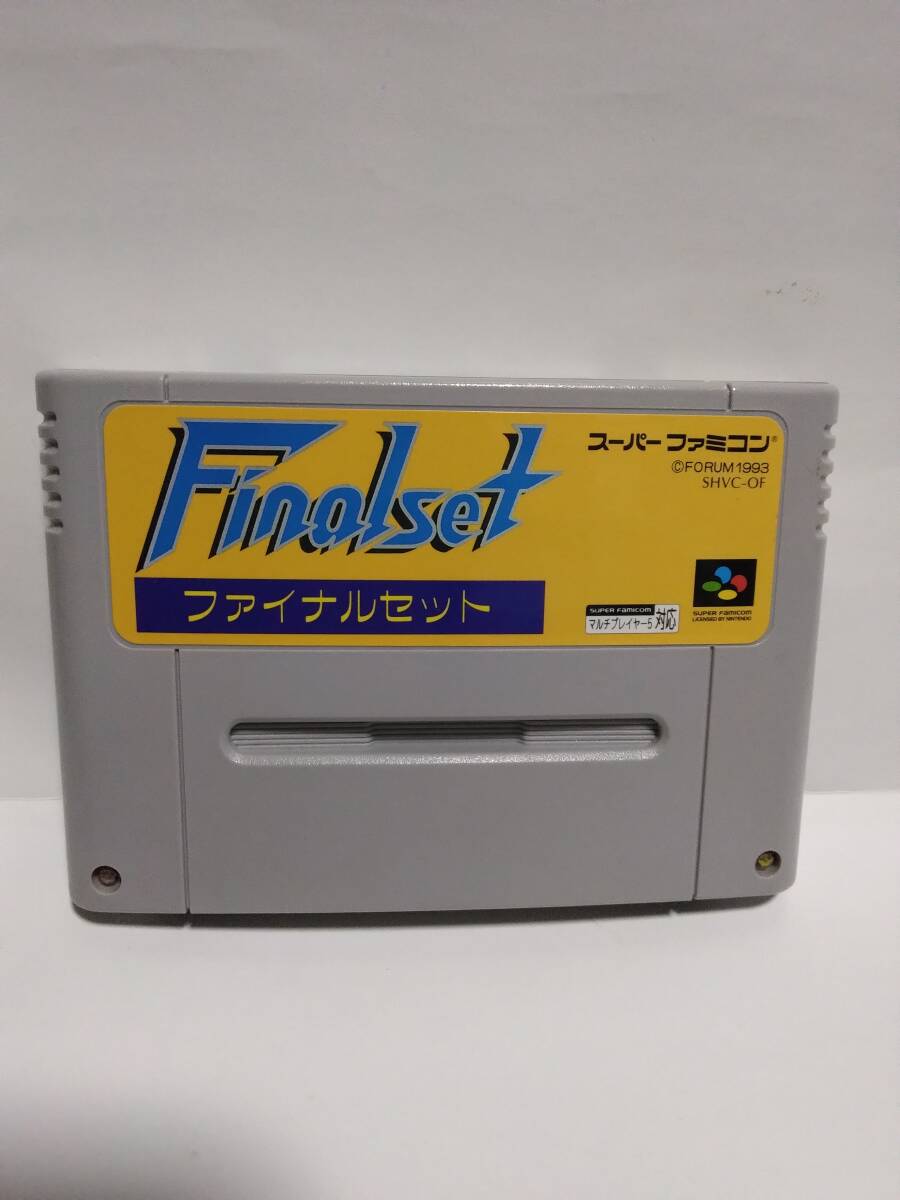 Finalset
ファイナルセット
スーパーファミコン®
©FORUM1993
SHVC-OF
SUPER FAMICOM
マルチプレイヤー5 対応
SUPER FAMICOM
LICENSED BY NINTENDO